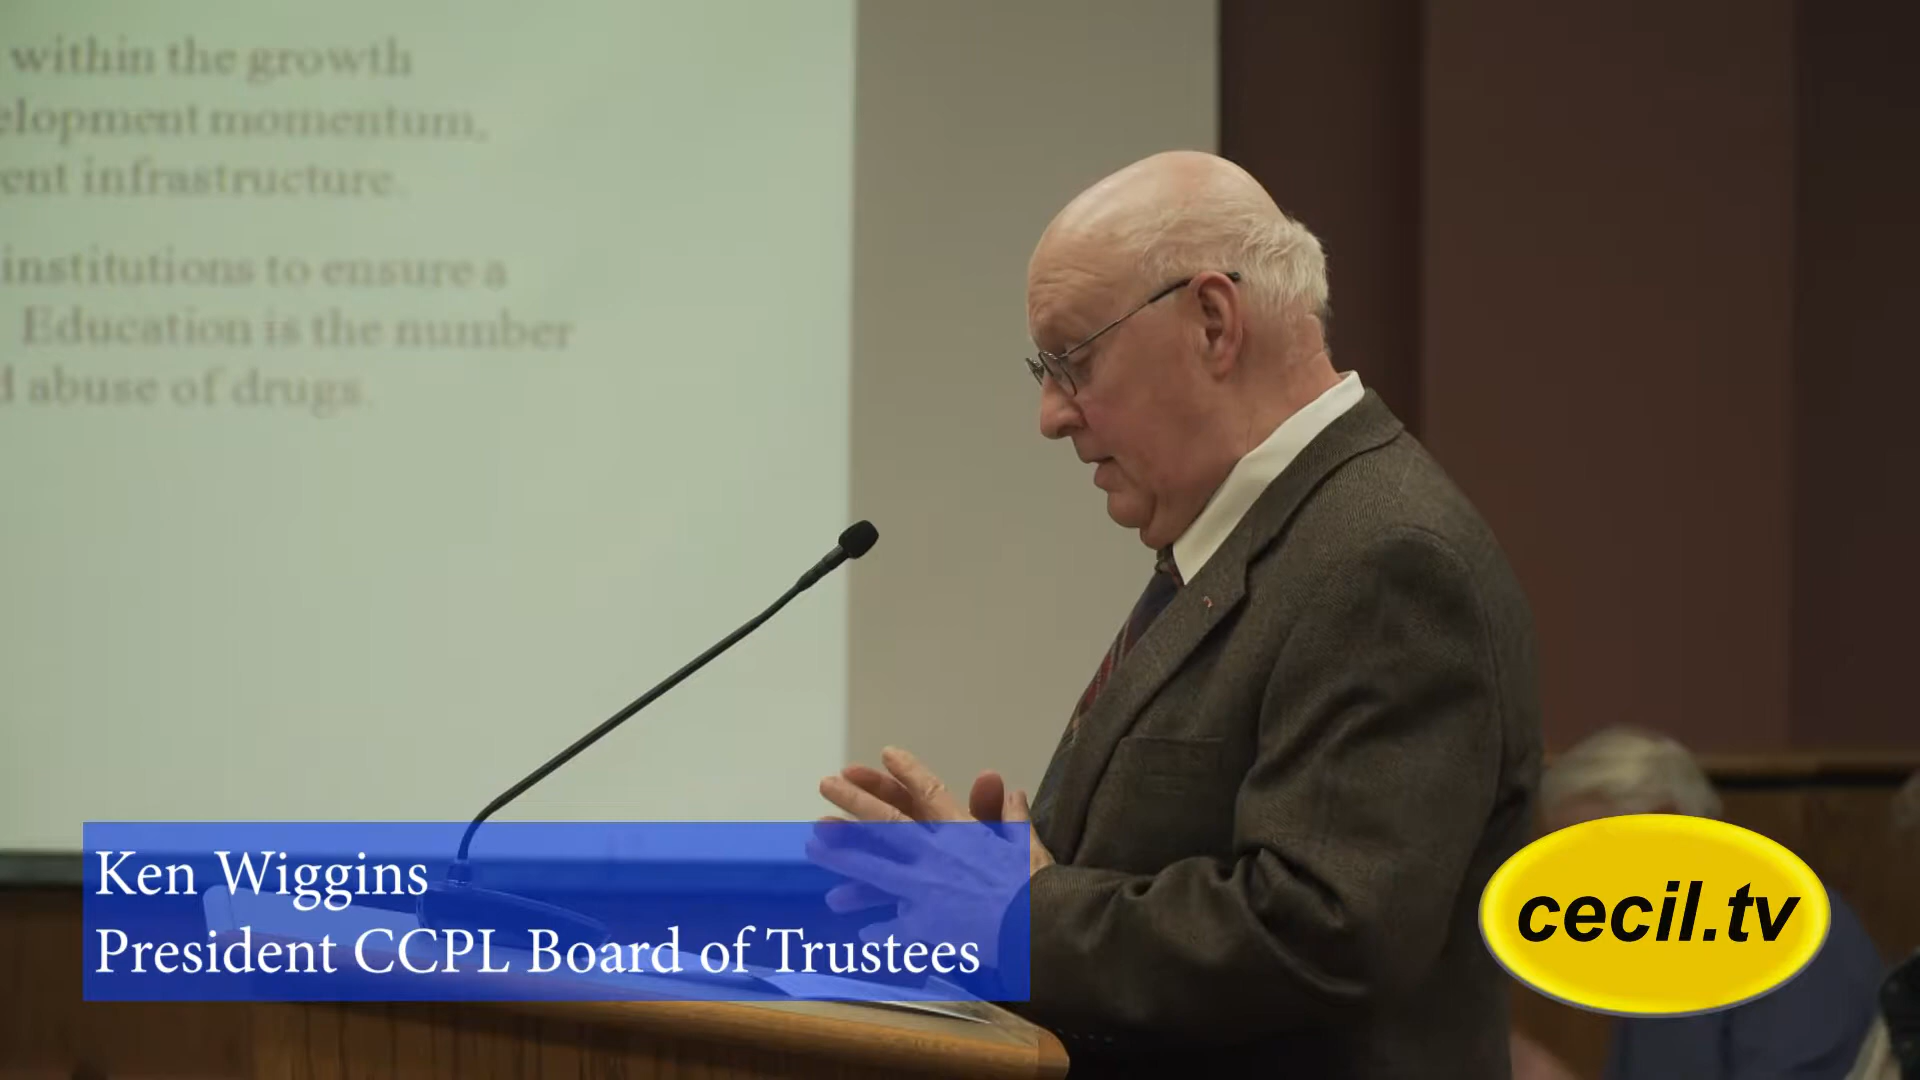 within the growth
elopment momentum,
ent infrastructure.
institutions to ensure a
Education is the number
d abuse of drugs.
Ken Wiggins
President CCPL Board of Trustees
cecil.tv